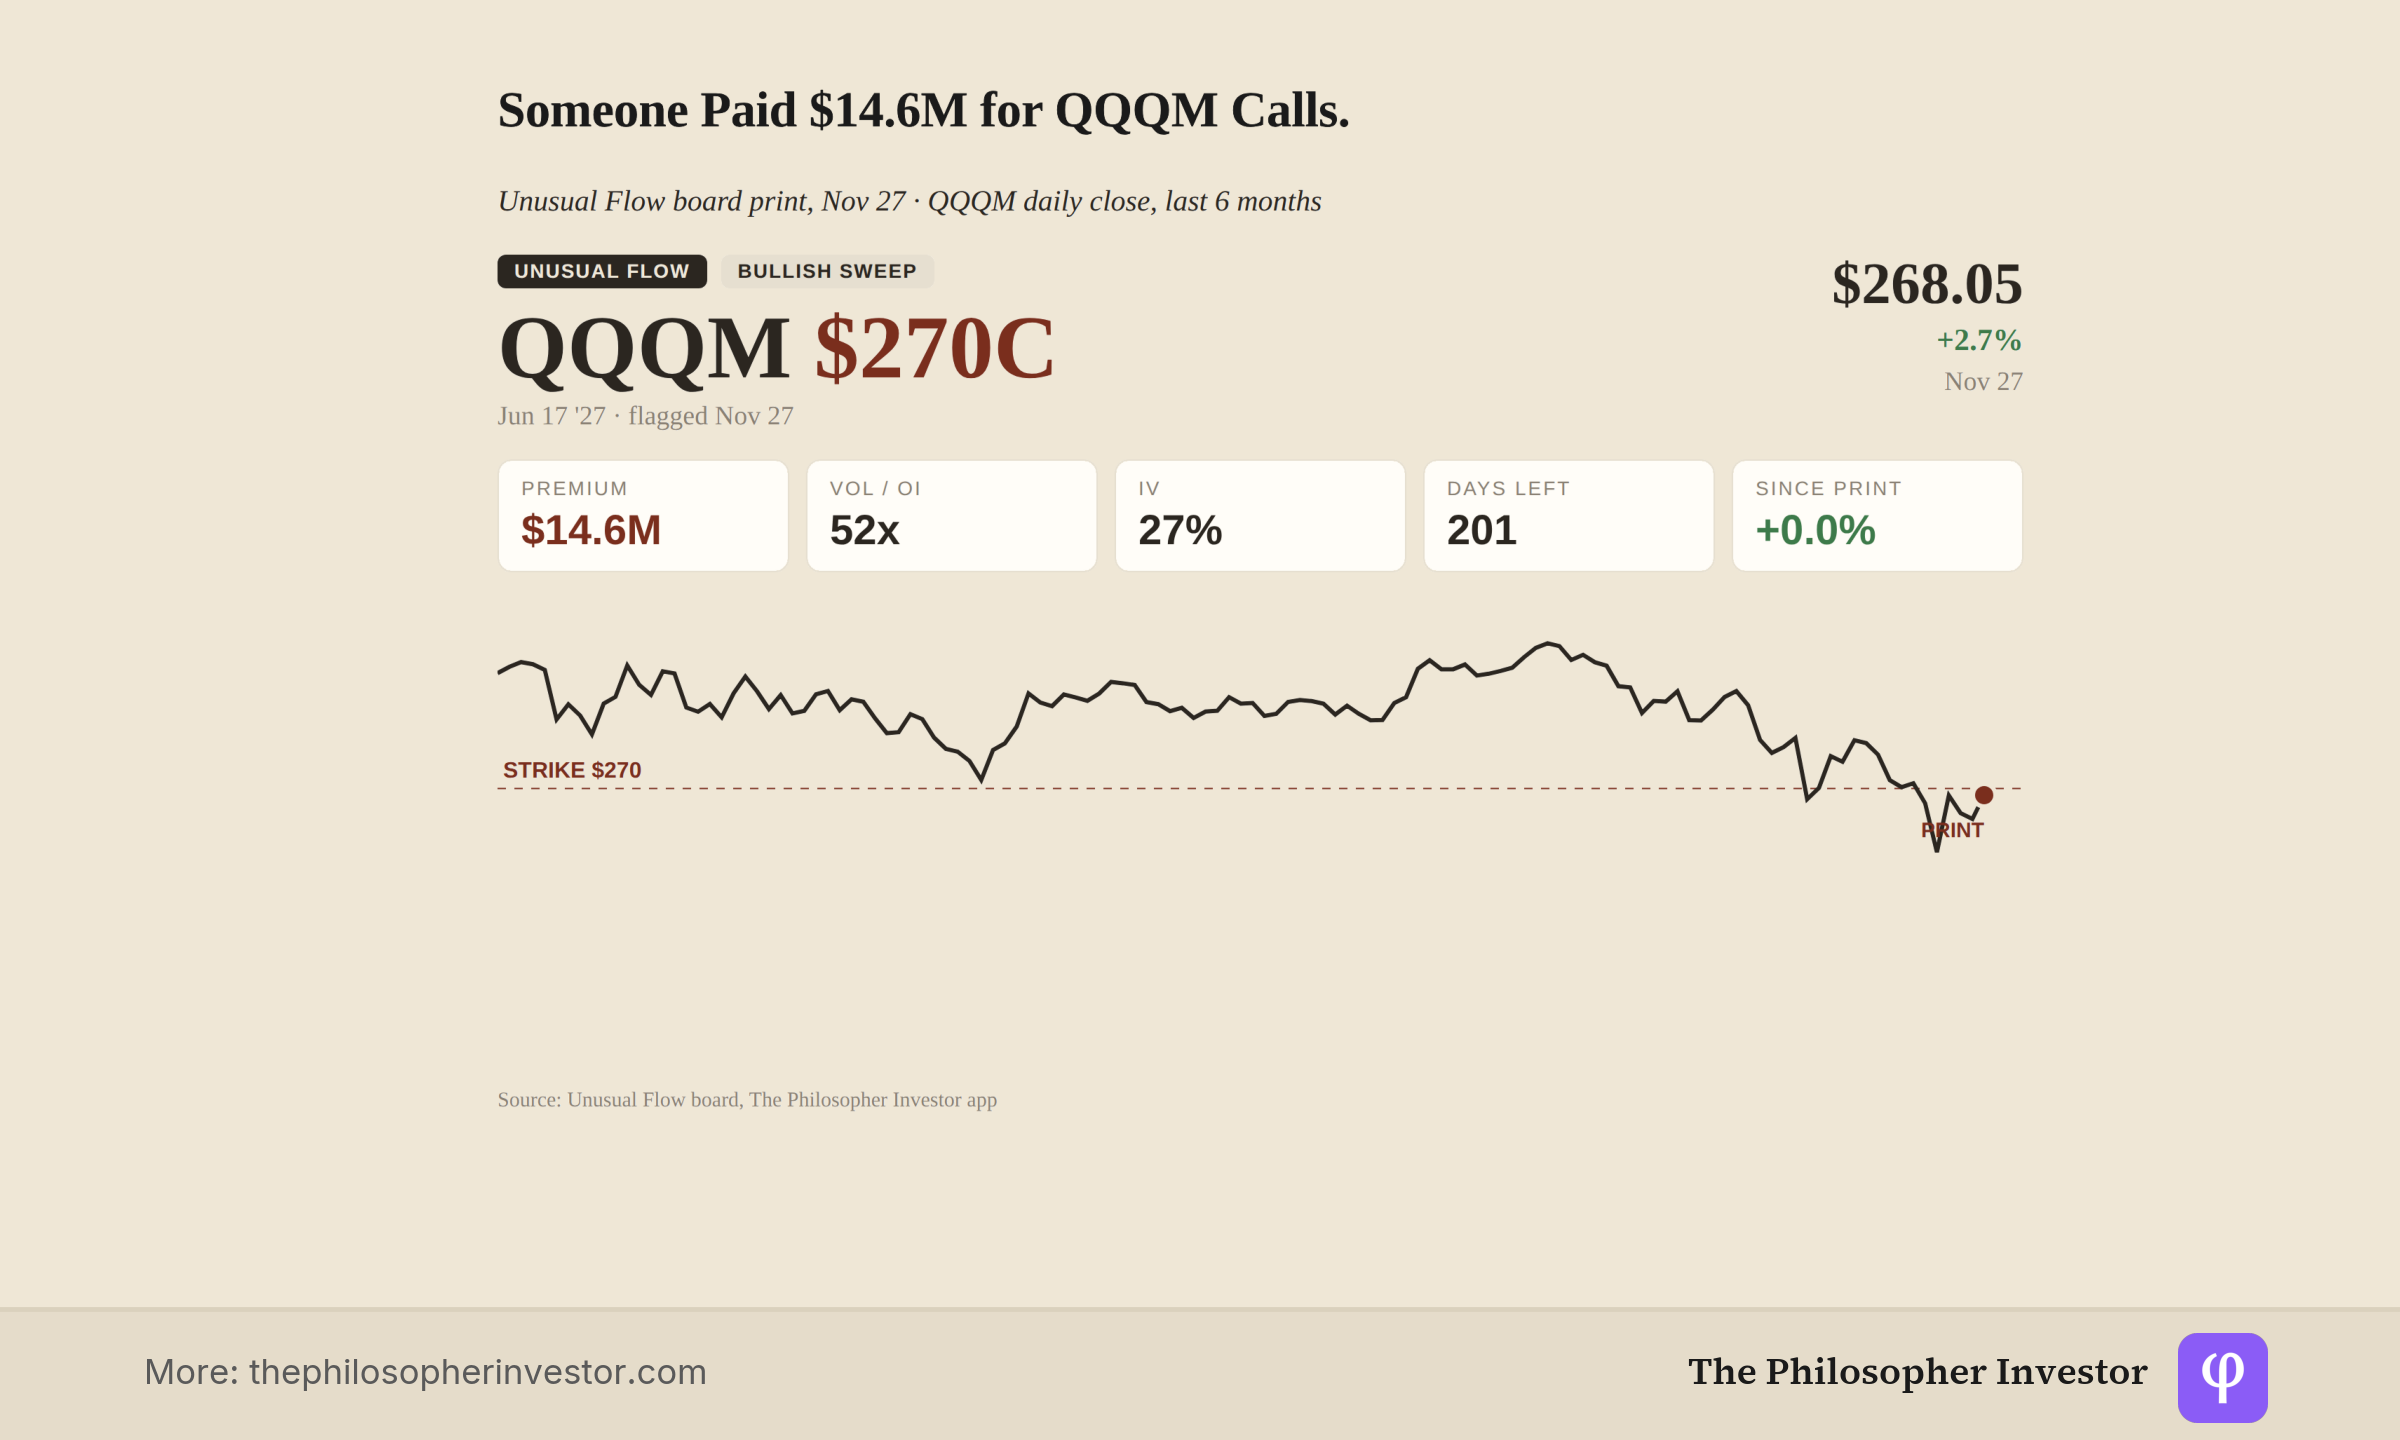 Someone Paid $14.6M for QQQM Calls.
Unusual Flow board print, Nov 27 · QQQM daily close, last 6 months
UNUSUAL FLOW BULLISH SWEEP
$268.05
QQQM $270C
+2.7%
Nov 27
Jun 17 '27 · flagged Nov 27
PREMIUM VOL / OI IV DAYS LEFT SINCE PRINT
$14.6M 52x 27% 201 +0.0%
STRIKE $270
PRINT
Source: Unusual Flow board, The Philosopher Investor app
More: thephilosopherinvestor.com
The Philosopher Investor φ